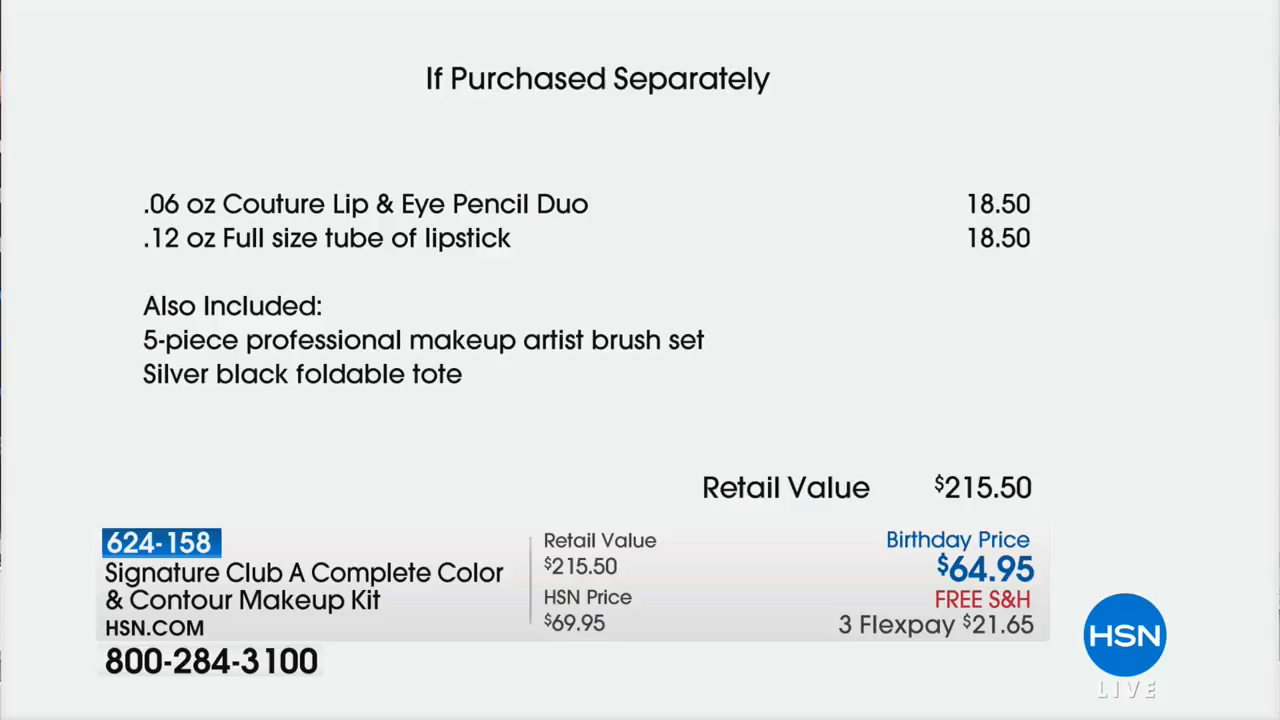 If Purchased Separately
.06 oz Couture Lip & Eye Pencil Duo 18.50
.12 oz Full size tube of lipstick 18.50
Also Included:
5-piece professional makeup artist brush set
Silver black foldable tote
Retail Value $215.50
624-158
Signature Club A Complete Color
& Contour Makeup Kit
HSN.COM
800-284-3100
Retail Value
$215.50
HSN Price
$69.95
Birthday Price
$64.95
FREE S&H
3 Flexpay $21.65
HSN
LIVE